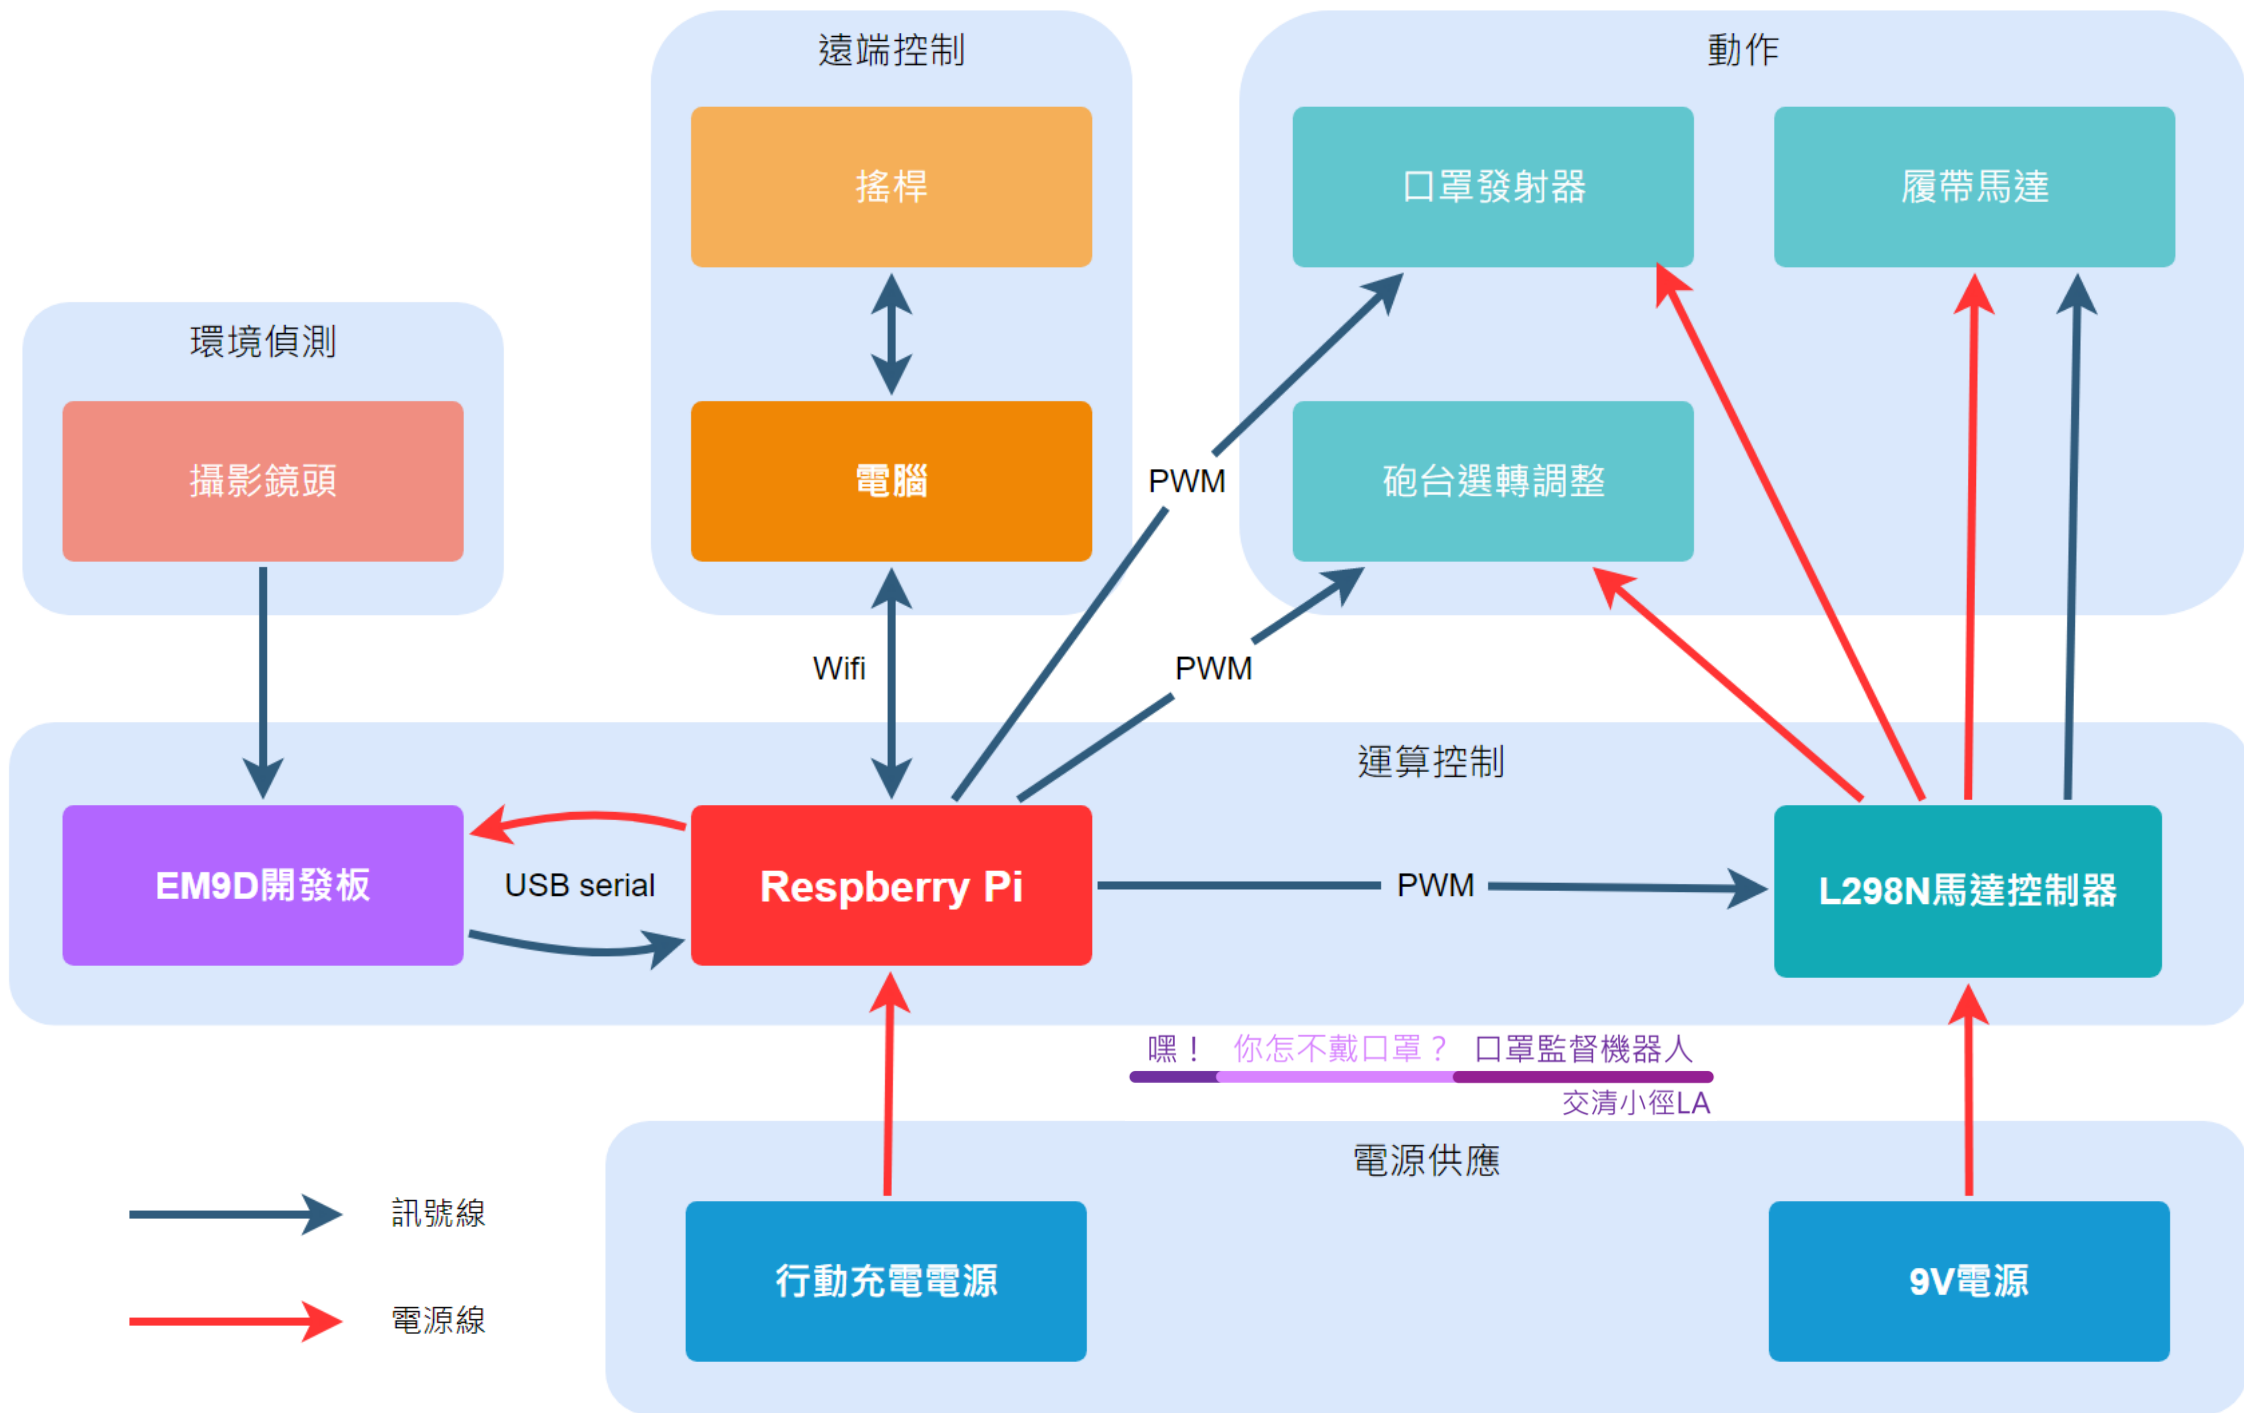 遠端控制
動作
搖桿
口罩發射器
履帶馬達
環境偵測
攝影鏡頭
電腦
PWM
砲台選轉調整
Wifi
PWM
運算控制
EM9D開發板
USB serial
Respberry Pi
PWM
L298N馬達控制器
嘿！ 你怎不戴口罩？ 口罩監督機器人
交清小徑LA
電源供應
訊號線
行動充電電源
9V電源
電源線